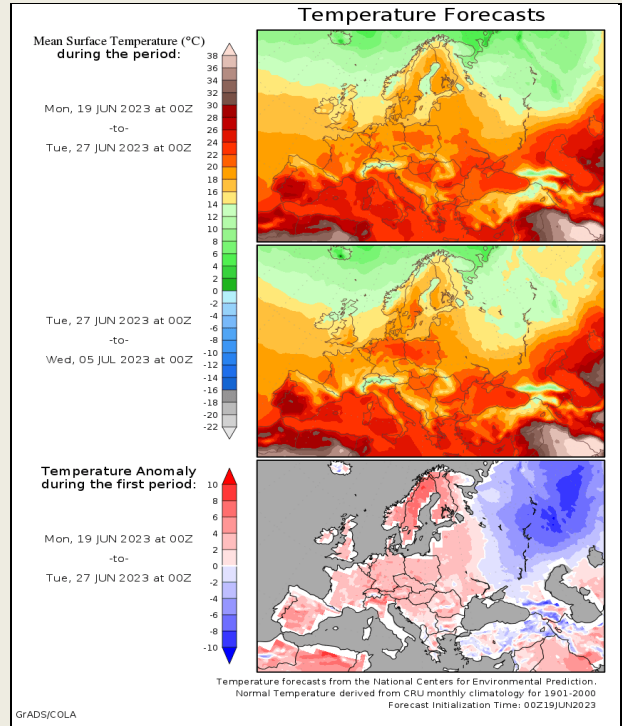 Temperature Forecasts
Mean Surface Temperature (°C)
during the period:
Mon, 19 JUN 2023 at 00Z
-to-
Tue, 27 JUN 2023 at 00Z
38
36
34
32
30
28
26
24
22
20
18
16
14
12
10
8
6
4
2
0
-2
-4
-6
-8
-10
-12
-14
-16
-18
-20
-22
Tue, 27 JUN 2023 at 00Z
-to-
Wed, 05 JUL 2023 at 00Z
Temperature Anomaly
during the first period:
Mon, 19 JUN 2023 at 00Z
-to-
Tue, 27 JUN 2023 at 00Z
10
8
6
4
2
0
-2
-4
-6
-8
-10
Temperature forecasts from the National Centers for Environmental Prediction.
Normal Temperature derived from CRU monthly climatology for 1901-2000
Forecast Initialization Time: 00Z19JUN2023
GrADS/COLA